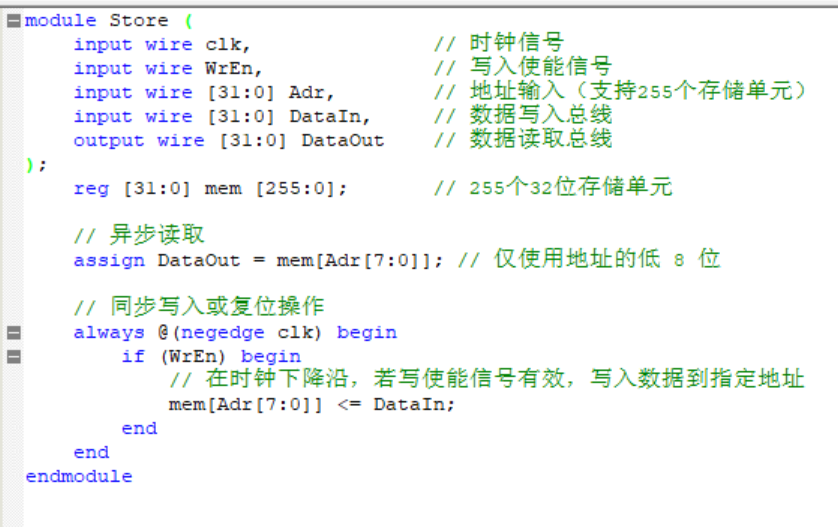 module Store (
    input wire clk,               // 时钟信号
    input wire WrEn,              // 写入使能信号
    input wire [31:0] Adr,        // 地址输入（支持255个存储单元）
    input wire [31:0] DataIn,     // 数据写入总线
    output wire [31:0] DataOut    // 数据读取总线
);
    reg [31:0] mem [255:0];       // 255个32位存储单元
    // 异步读取
    assign DataOut = mem[Adr[7:0]]; // 仅使用地址的低 8 位
    // 同步写入或复位操作
    always @(negedge clk) begin
        if (WrEn) begin
            // 在时钟下降沿，若写使能信号有效，写入数据到指定地址
            mem[Adr[7:0]] <= DataIn;
        end
    end
endmodule